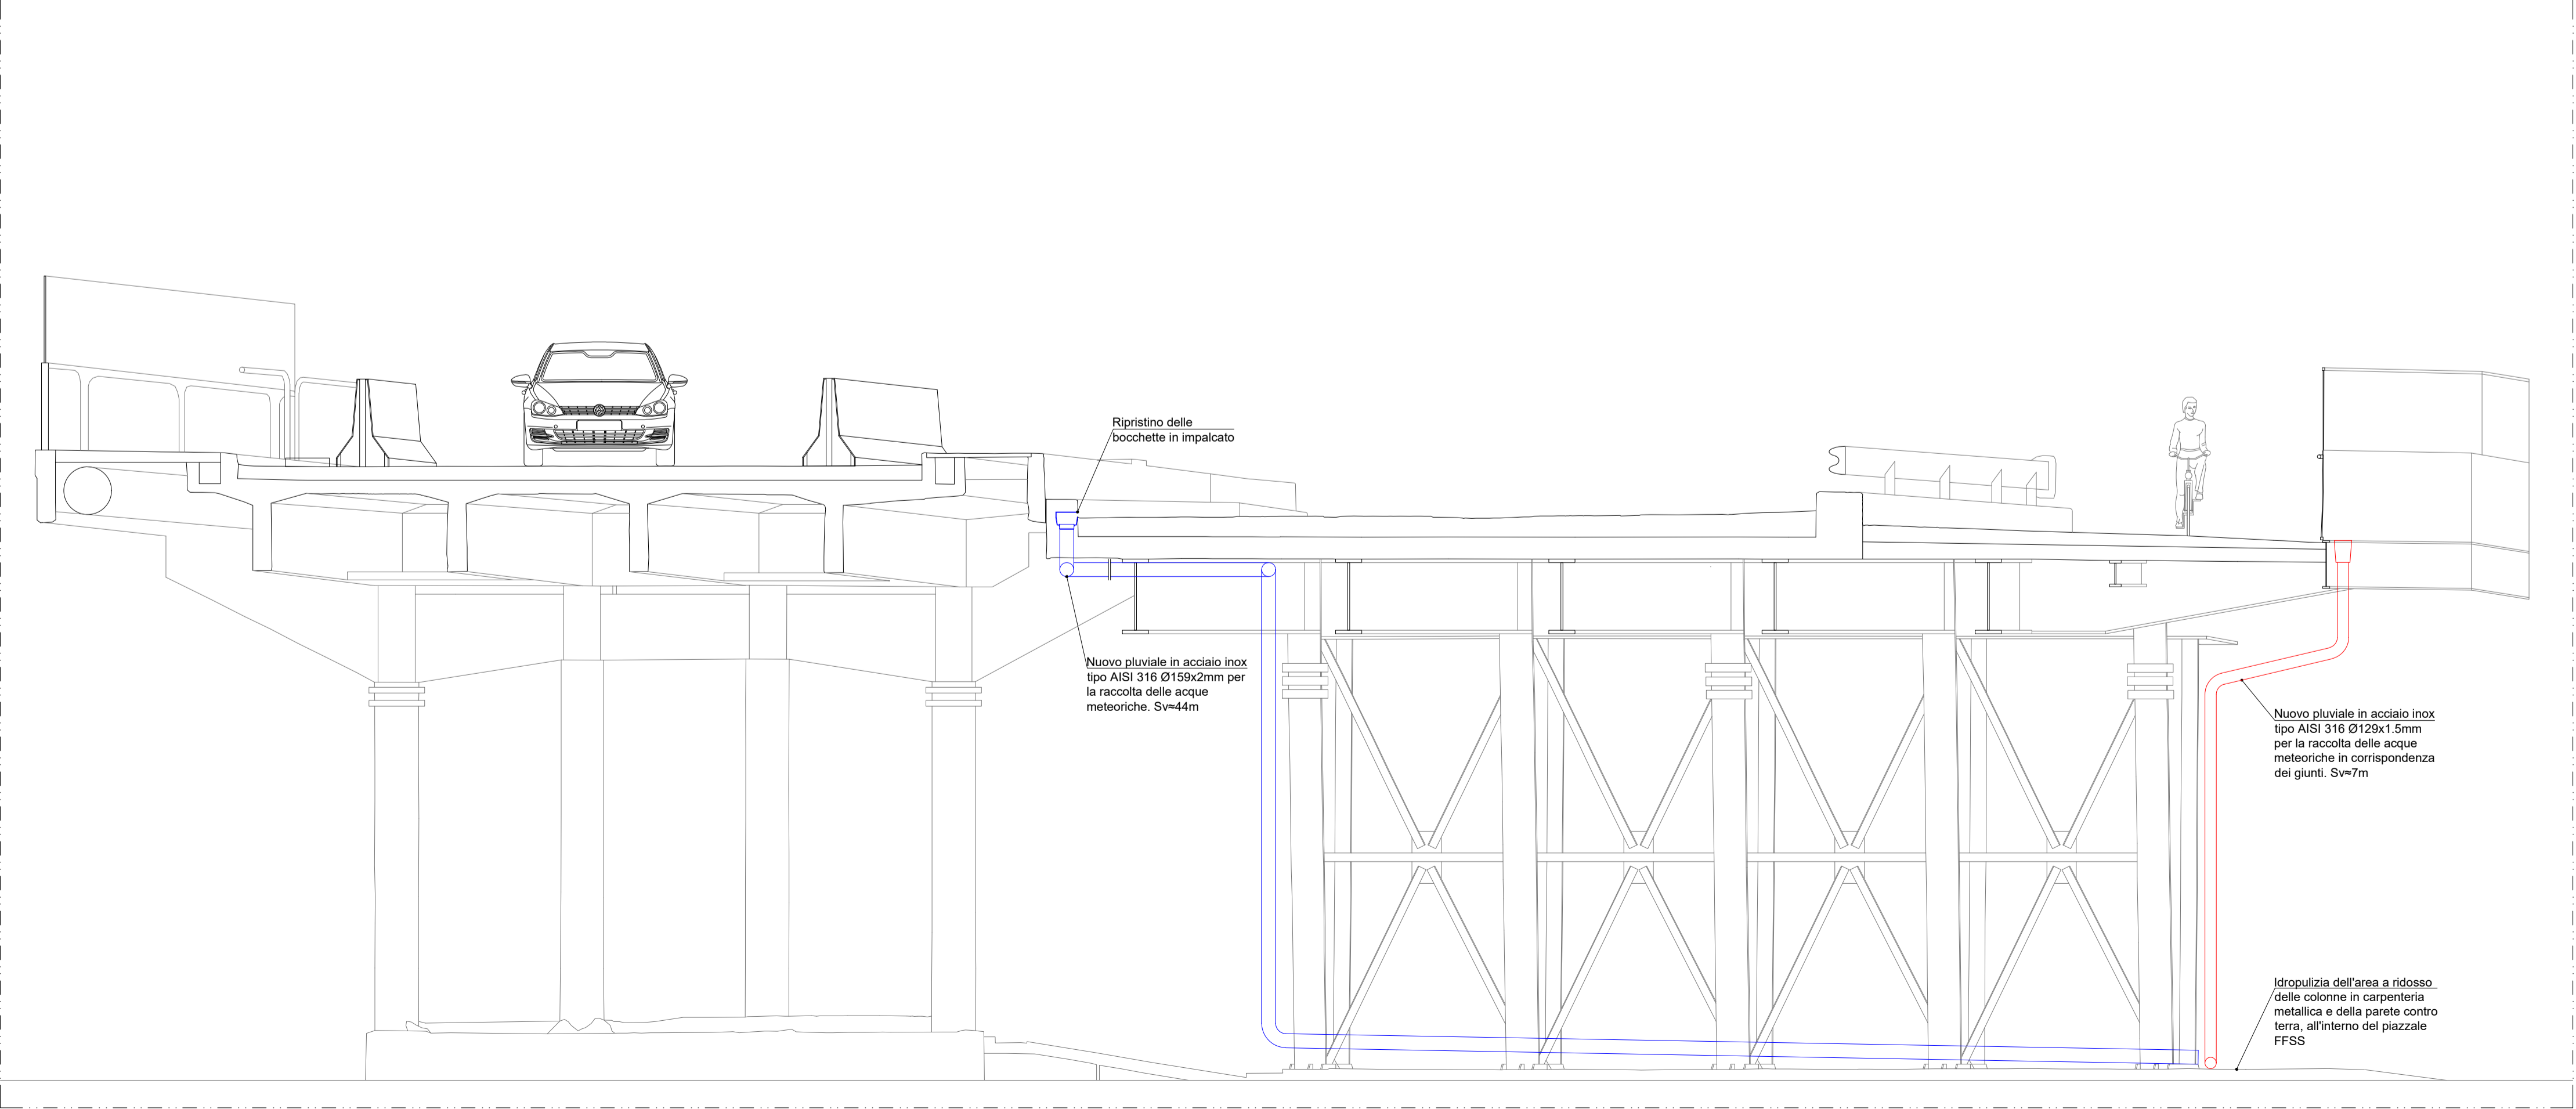 Ripristino delle
bocchette in impalcato
Nuovo pluviale in acciaio inox
tipo AISI 316 Ø159x2mm per
la raccolta delle acque
meteoriche. Sv≈44m
Nuovo pluviale in acciaio inox
tipo AISI 316 Ø129x1.5mm
per la raccolta delle acque
meteoriche in corrispondenza
dei giunti. Sv≈7m
Idropulizia dell'area a ridosso
delle colonne in carpenteria
metallica e della parete contro
terra, all'interno del piazzale
FFSS